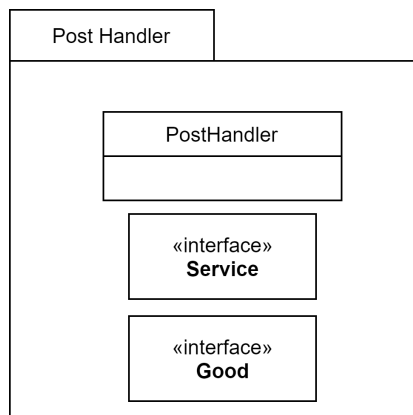 Post Handler
PostHandler
«interface»
Service
«interface»
Good